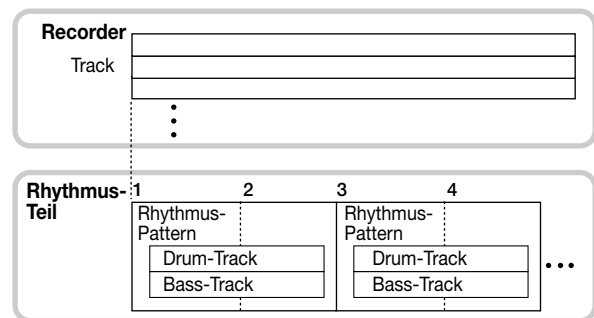 Recorder
Track
Rhythmus-Teil
1 2 3 4
Rhythmus-Pattern
Drum-Track
Bass-Track
Rhythmus-Pattern
Drum-Track
Bass-Track